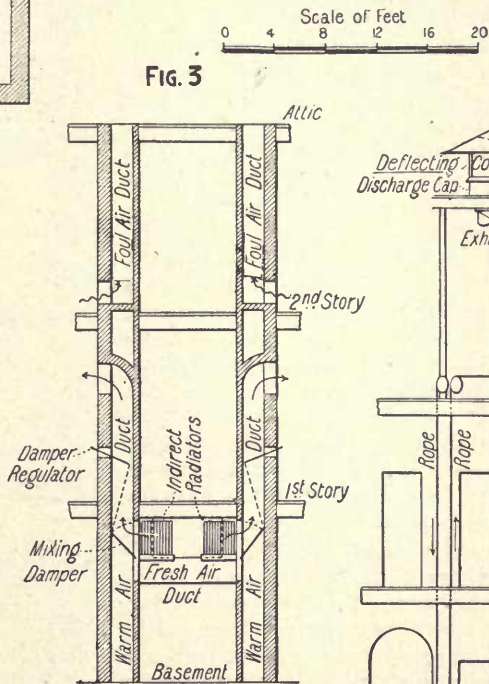 Scale of Feet
0 4 8 12 16 20
FIG. 3
Attic
Foul Air Duct
Foul Air Duct
2nd Story
Duct
Duct
Damper
Regulator
Indirect
Radiators
1st Story
Mixing
Damper
Fresh Air
Duct
Warm Air
Warm Air
Basement
Deflecting
Discharge Cap
Rope
Rope